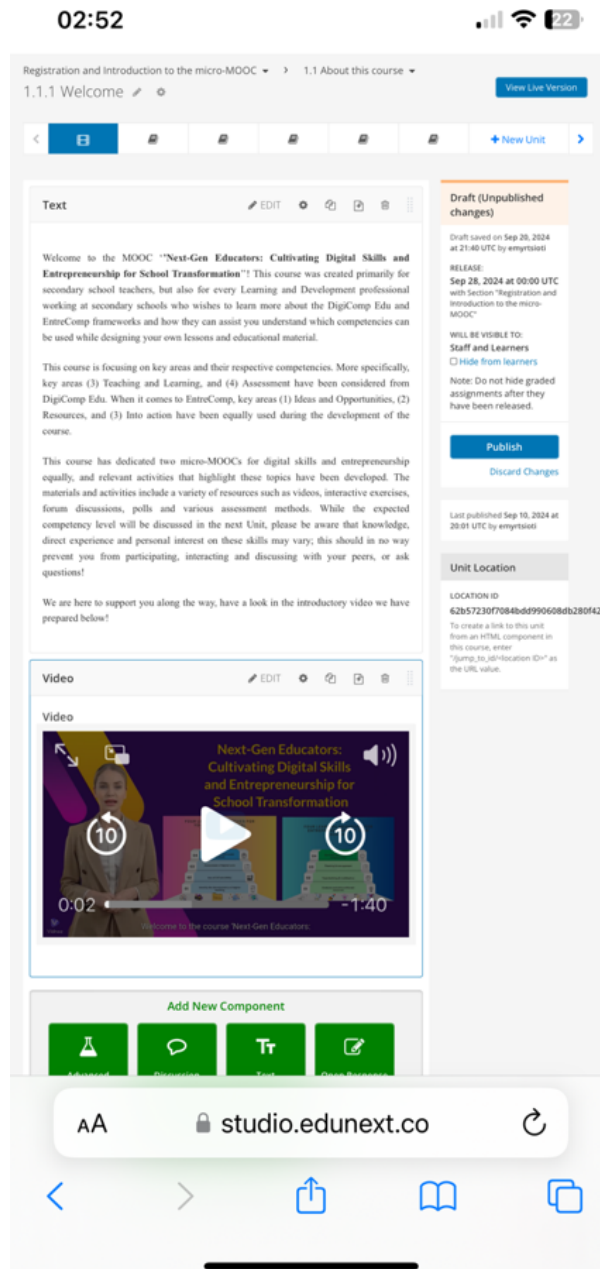 02:52
22
Registration and Introduction to the micro-MOOC › 1.1 About this course
1.1.1 Welcome
View Live Version
+ New Unit
Text
EDIT
Welcome to the MOOC "Next-Gen Educators: Cultivating Digital Skills and
Entrepreneurship for School Transformation"! This course was created primarily for
secondary school teachers, but also for every Learning and Development professional
working at secondary schools who wishes to learn more about the DigiComp Edu and
EntreComp frameworks and how they can assist you understand which competencies can
be used while designing your own lessons and educational material.
This course is focusing on key areas and their respective competencies. More specifically,
key areas (3) Teaching and Learning, and (4) Assessment have been considered from
DigiComp Edu. When it comes to EntreComp, key areas (1) Ideas and Opportunities, (2)
Resources, and (3) Into action have been equally used during the development of the
course.
This course has dedicated two micro-MOOCs for digital skills and entrepreneurship
equally, and relevant activities that highlight these topics have been developed. The
materials and activities include a variety of resources such as videos, interactive exercises,
forum discussions, polls and various assessment methods. While the expected
competency level will be discussed in the next Unit, please be aware that knowledge,
direct experience and personal interest on these skills may vary; this should in no way
prevent you from participating, interacting and discussing with your peers, or ask
questions!
We are here to support you along the way, have a look in the introductory video we have
prepared below!
Video
EDIT
Video
Next-Gen Educators:
Cultivating Digital Skills
and Entrepreneurship for
School Transformation
10
10
0:02
-1:40
Welcome to the course 'Next-Gen Educators:
Add New Component
Advanced
Discussion
Text
Open Response
Draft (Unpublished
changes)
Draft saved on Sep 20, 2024
at 21:40 UTC by emyrtsioti
RELEASE:
Sep 28, 2024 at 00:00 UTC
with Section "Registration and
Introduction to the micro-
MOOC"
WILL BE VISIBLE TO:
Staff and Learners
Hide from learners
Note: Do not hide graded
assignments after they
have been released.
Publish
Discard Changes
Last published Sep 10, 2024 at
20:01 UTC by emyrtsioti
Unit Location
LOCATION ID
62b57230f7084bdd990608db280f42
To create a link to this unit
from an HTML component in
this course, enter
"/jump_to_id/<location ID>" as
the URL value.
AA
studio.edunext.co